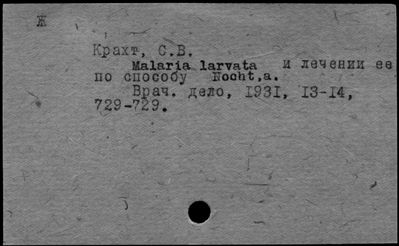 Ж
Крахт, С.В.
Malaria larvata и лечении ее
по способу Nocht,a.
Врач. дело, 1931, 13-14,
729-729.